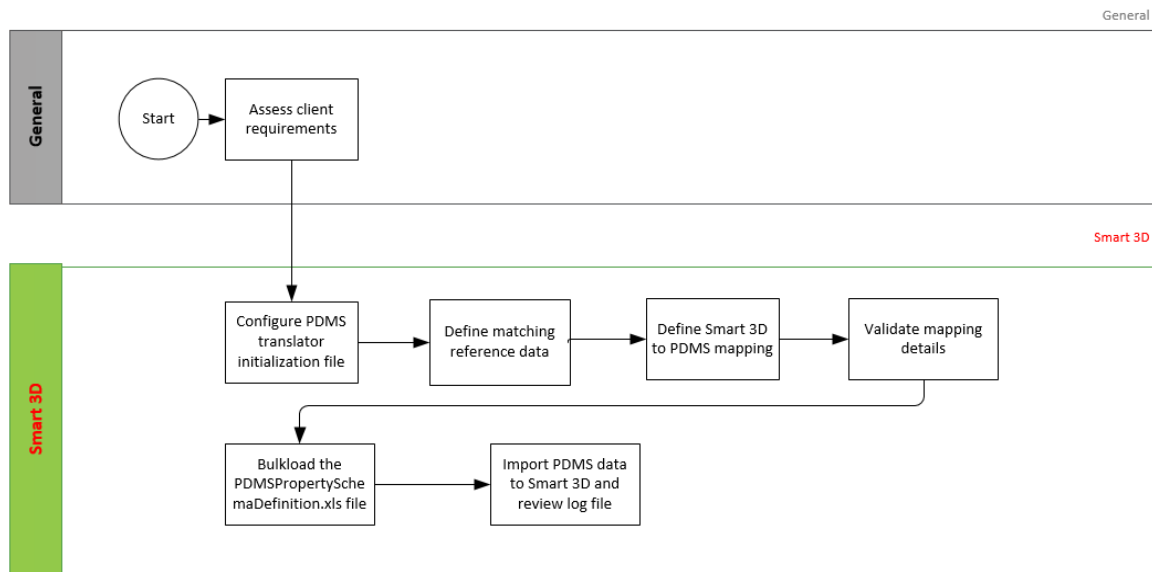 General
General
Start
Assess client
requirements
Smart 3D
Smart 3D
Configure PDMS
translator
initialization file
Define matching
reference data
Define Smart 3D
to PDMS mapping
Validate mapping
details
Bulkload the
PDMSPropertySche
maDefinition.xls file
Import PDMS data
to Smart 3D and
review log file